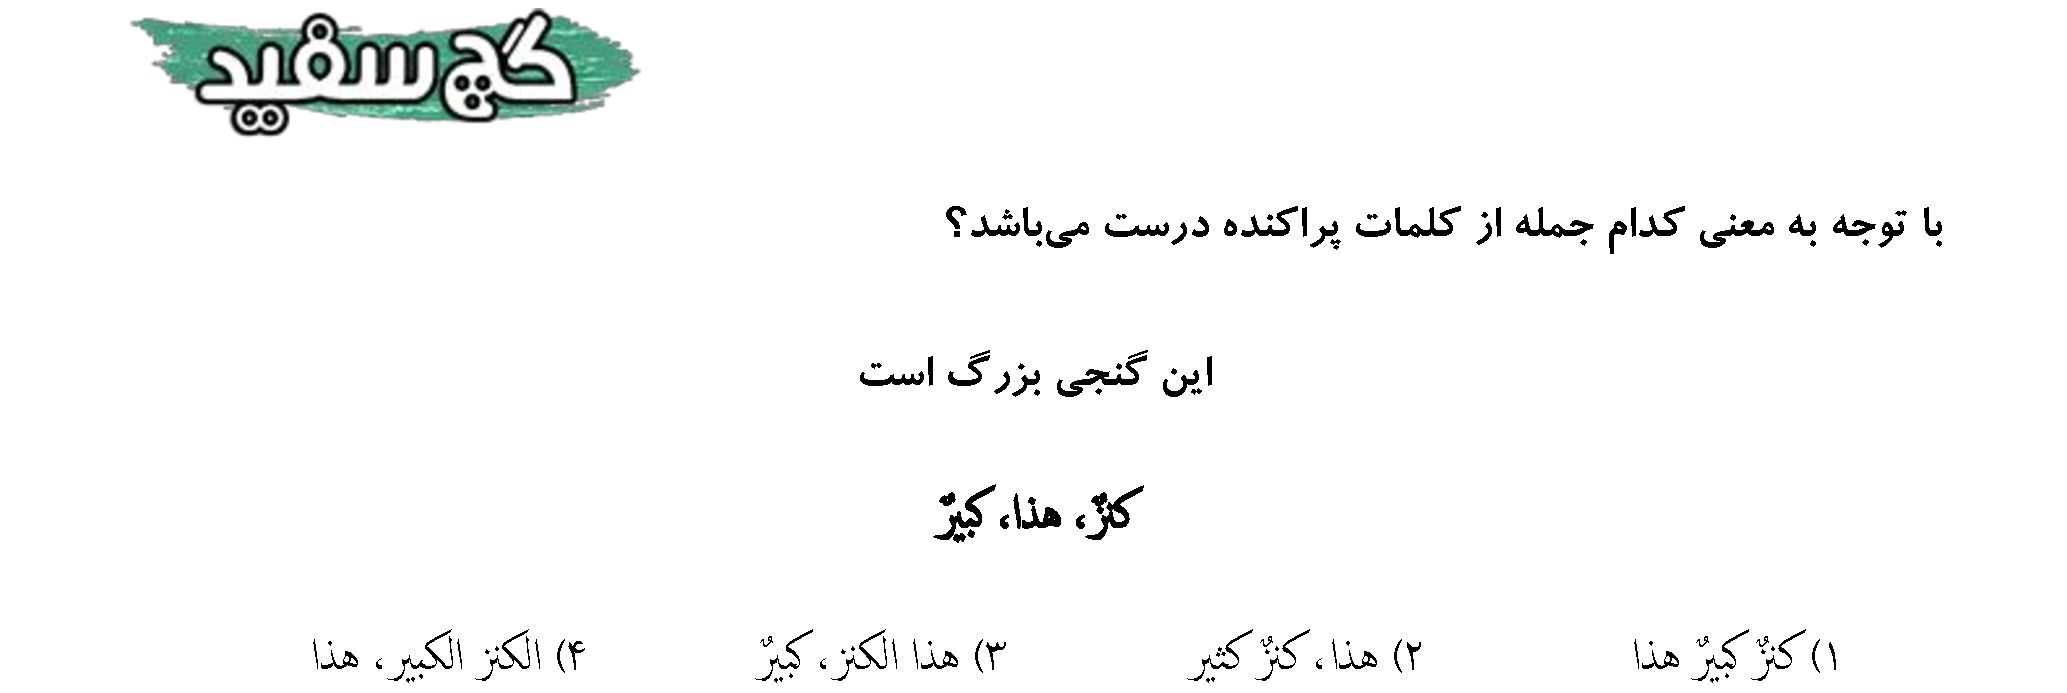 گچ سفید
با توجه به معنی کدام جمله از کلمات پراکنده درست می‌باشد؟
این گنجی بزرگ است
کنزٌ، هذا، کبیرٌ
۱) کنزٌ کبیرٌ هذا ۲) هذا، کنزٌ کثیر ۳) هذا الکنز، کبیرٌ ۴) الکنز الکبیر، هذا